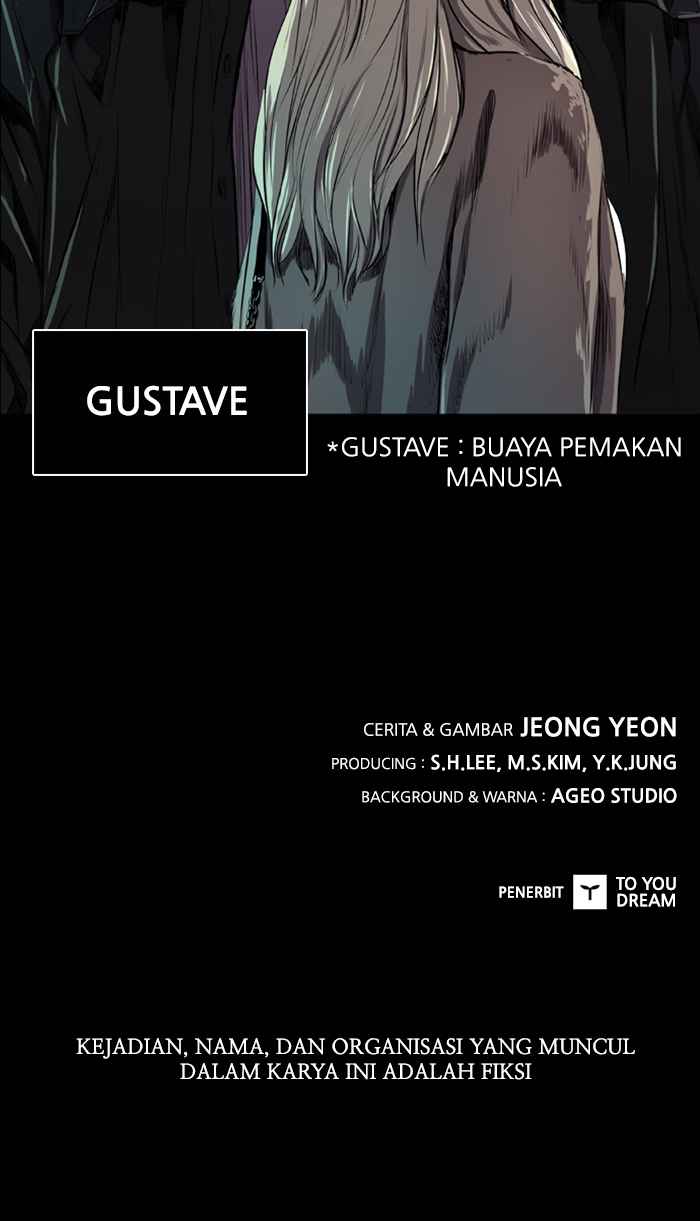 GUSTAVE
*GUSTAVE : BUAYA PEMAKAN
MANUSIA
CERITA & GAMBAR JEONG YEON
PRODUCING : S.H.LEE, M.S.KIM, Y.K.JUNG
BACKGROUND & WARNA : AGEO STUDIO
PENERBIT TO YOU
DREAM
KEJADIAN, NAMA, DAN ORGANISASI YANG MUNCUL
DALAM KARYA INI ADALAH FIKSI